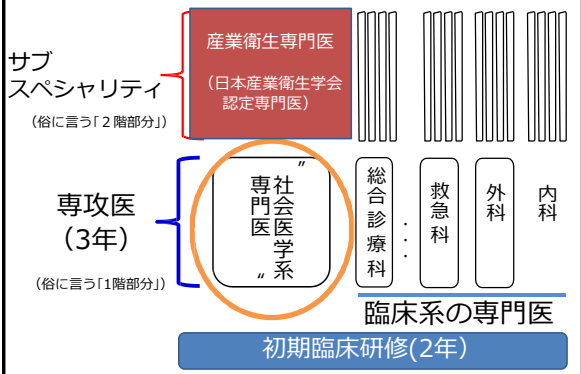 サブ
スペシャリティ
（俗に言う「２階部分」）
産業衛生専門医
（日本産業衛生学会
認定専門医）
専攻医
（3年）
（俗に言う「1階部分」）
”社会医学系
専門医〝
総合診療科
・・・
救急科
外科
内科
臨床系の専門医
初期臨床研修(2年）